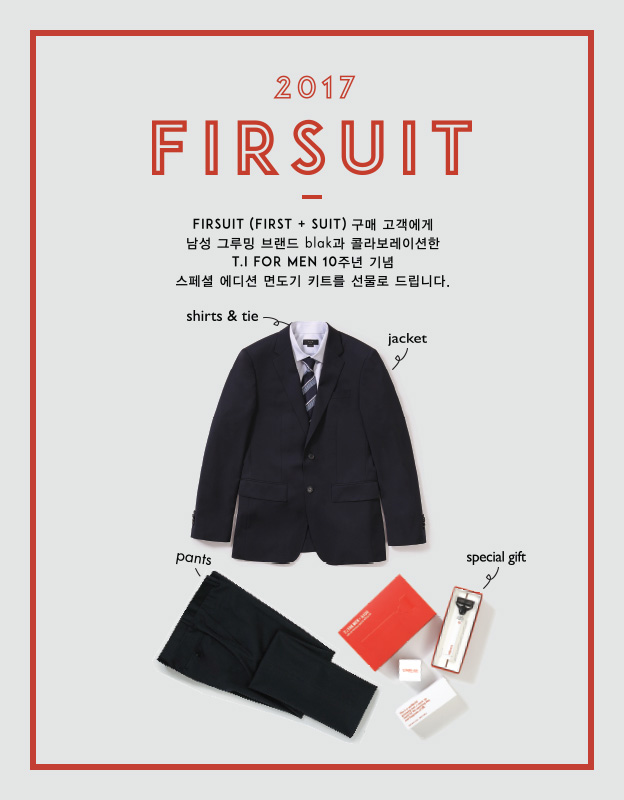 2017
FIRSUIT
FIRSUIT (FIRST + SUIT) 구매 고객에게
남성 그루밍 브랜드 blak과 콜라보레이션한
T.I FOR MEN 10주년 기념
스페셜 에디션 면도기 키트를 선물로 드립니다.
shirts & tie
jacket
pants
special gift